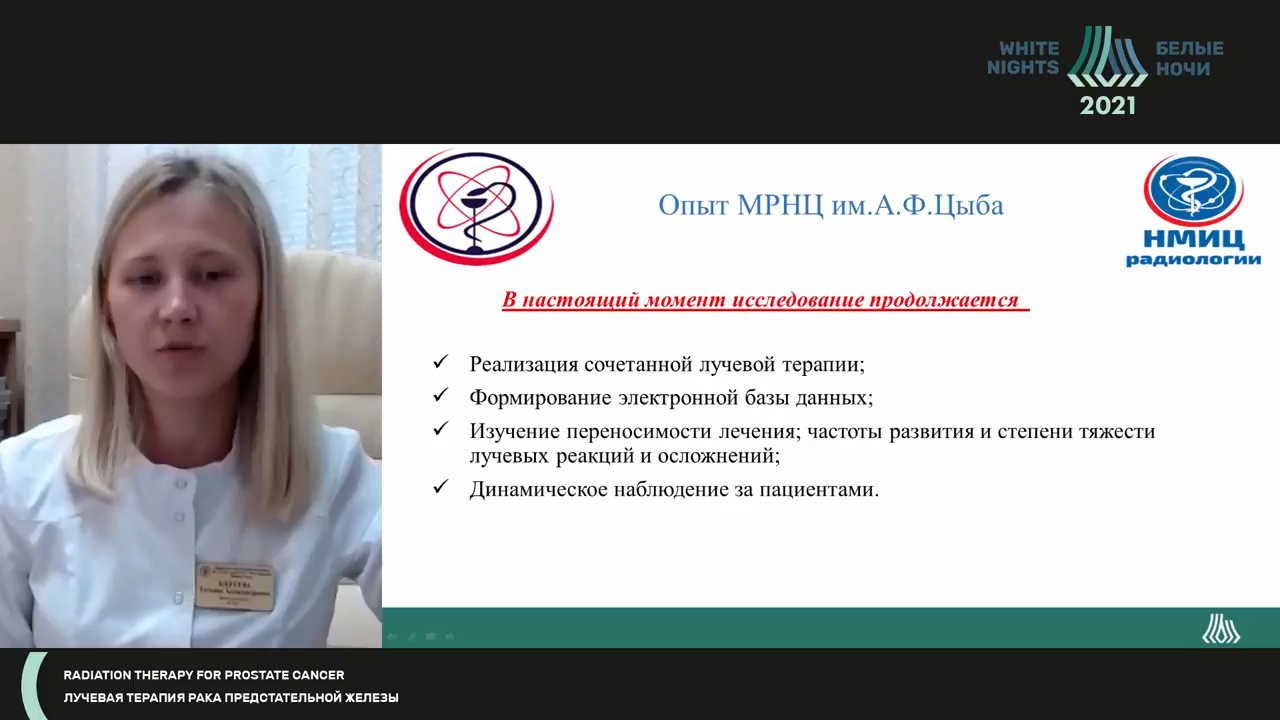 WHITE
NIGHTS
БЕЛЫЕ
НОЧИ
2021
Опыт МРНЦ им.А.Ф.Цыба
НМИЦ
радиологии
В настоящий момент исследование продолжается
Реализация сочетанной лучевой терапии;
Формирование электронной базы данных;
Изучение переносимости лечения; частоты развития и степени тяжести
лучевых реакций и осложнений;
Динамическое наблюдение за пациентами.
RADIATION THERAPY FOR PROSTATE CANCER
ЛУЧЕВАЯ ТЕРАПИЯ РАКА ПРЕДСТАТЕЛЬНОЙ ЖЕЛЕЗЫ